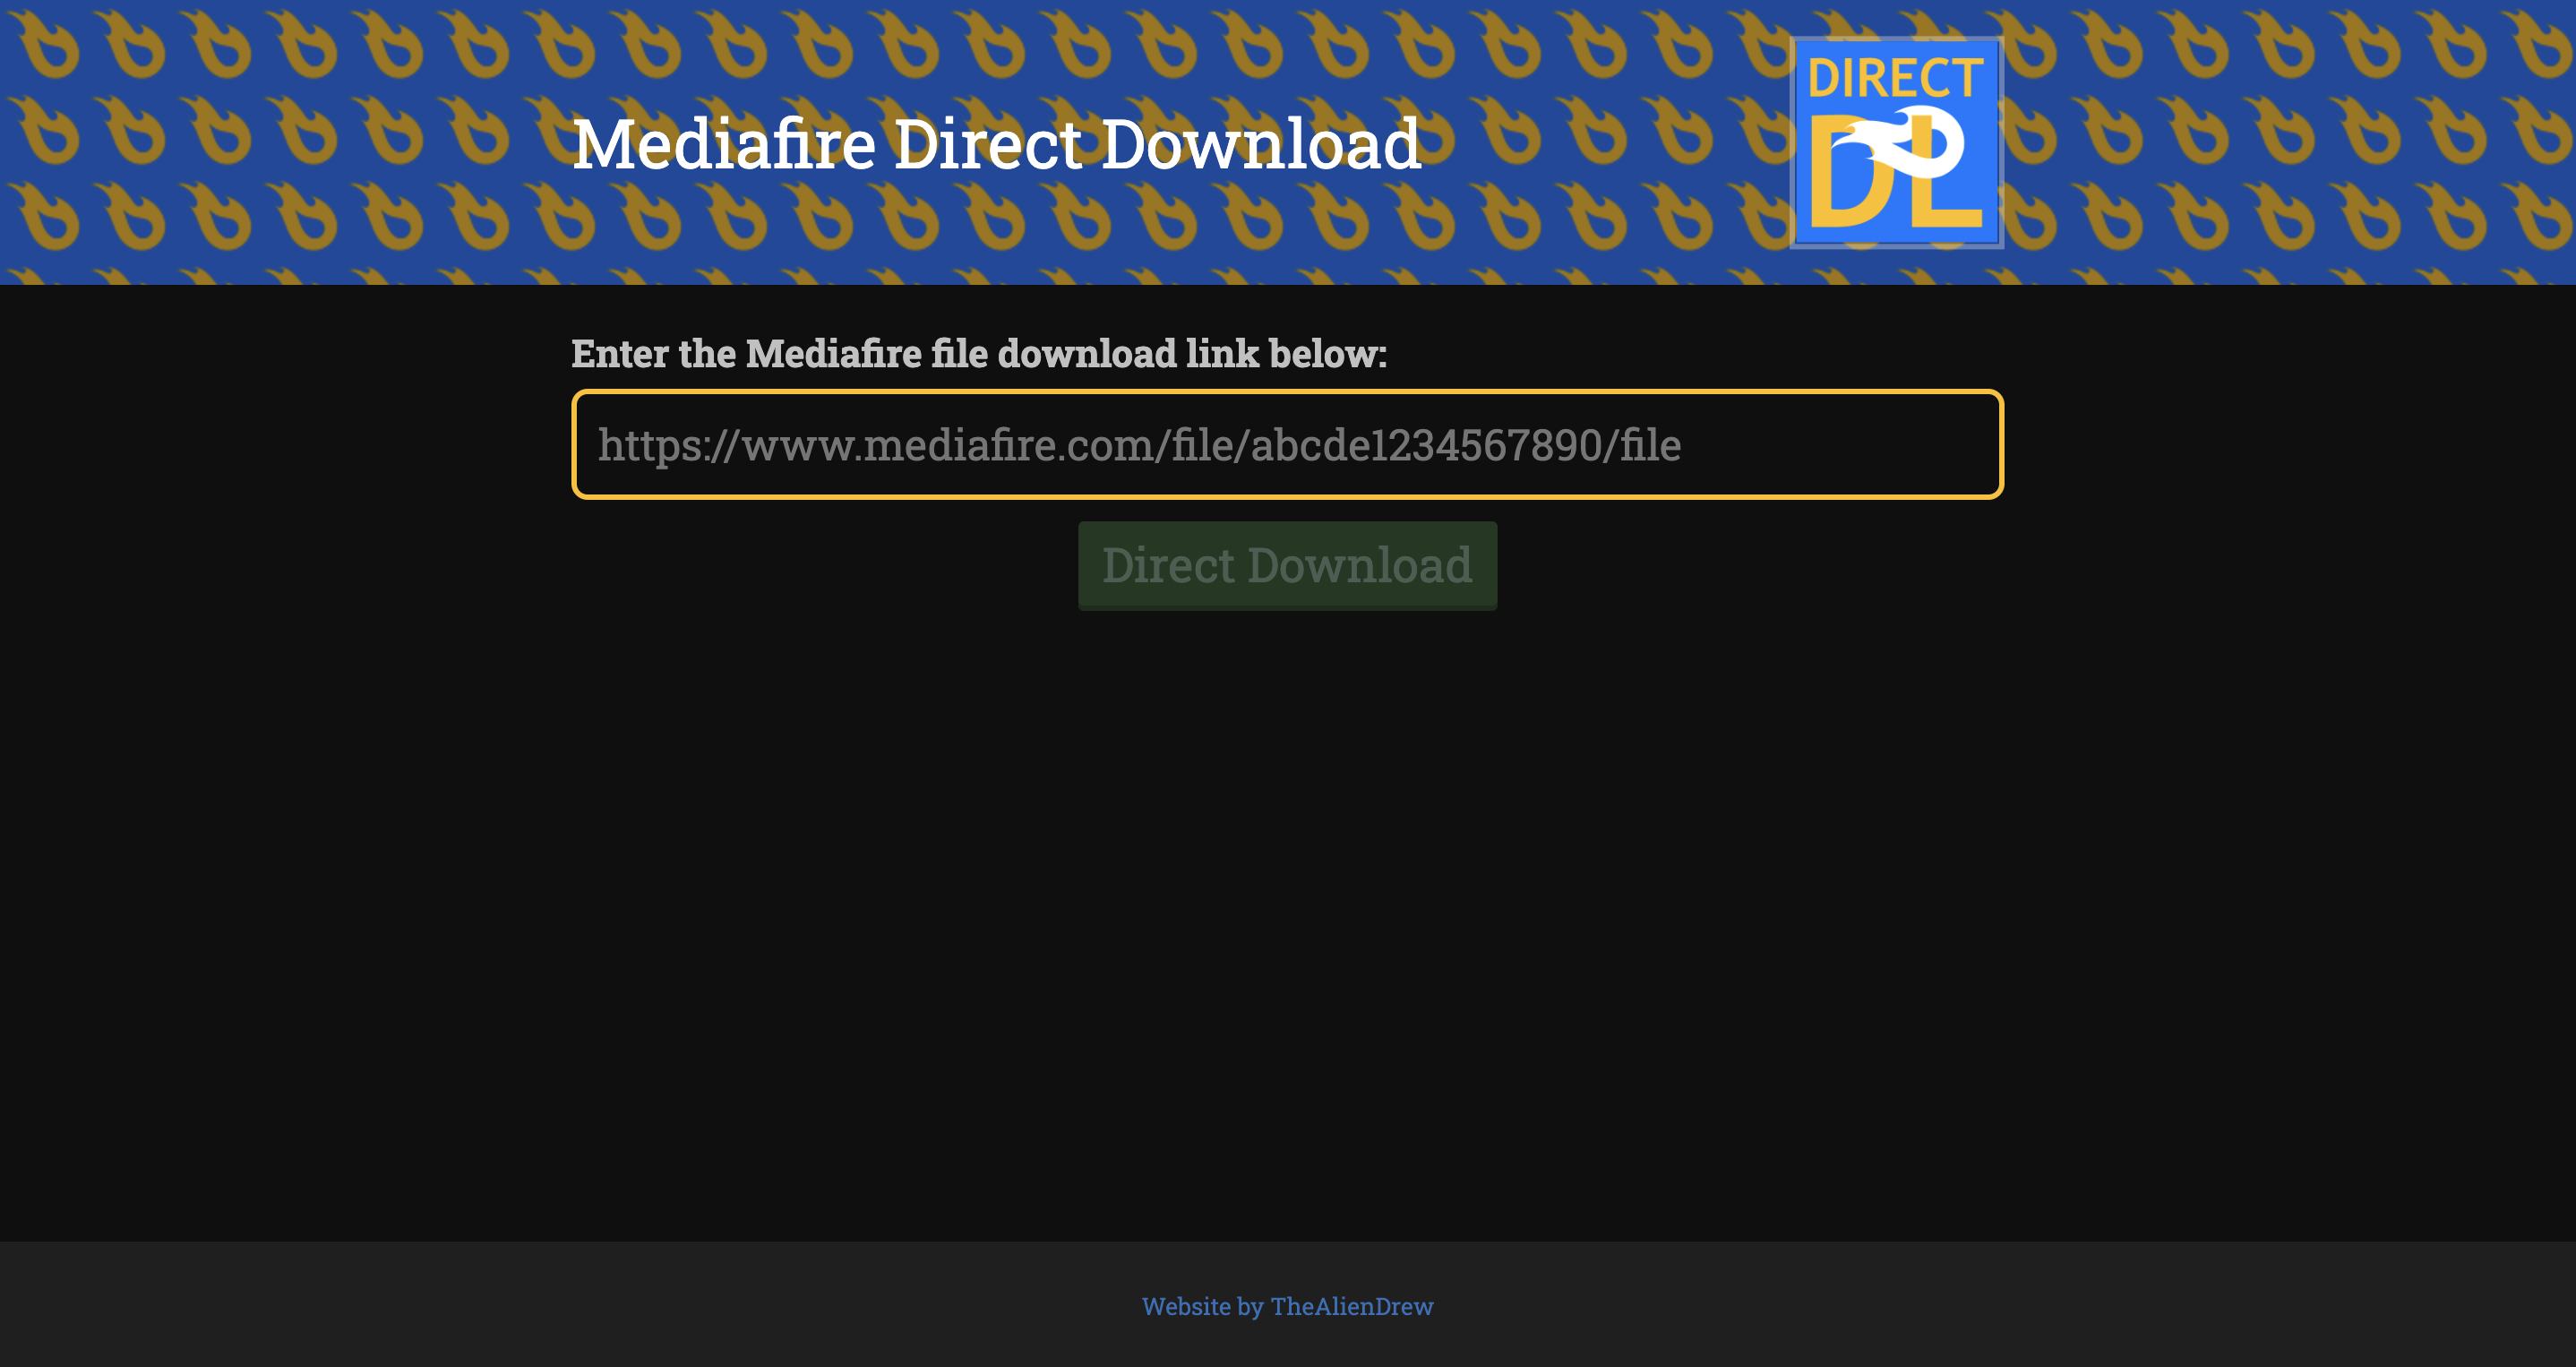 Mediafire Direct Download
DIRECT
DL
Enter the Mediafire file download link below:
https://www.mediafire.com/file/abcde1234567890/file
Direct Download
Website by TheAlienDrew